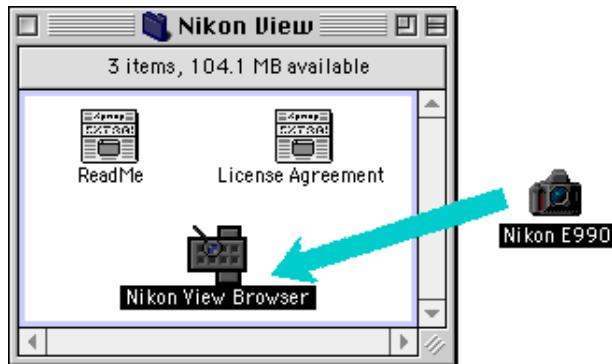 Nikon View
3 items, 104.1 MB available
ReadMe
License Agreement
Nikon E990
Nikon View Browser